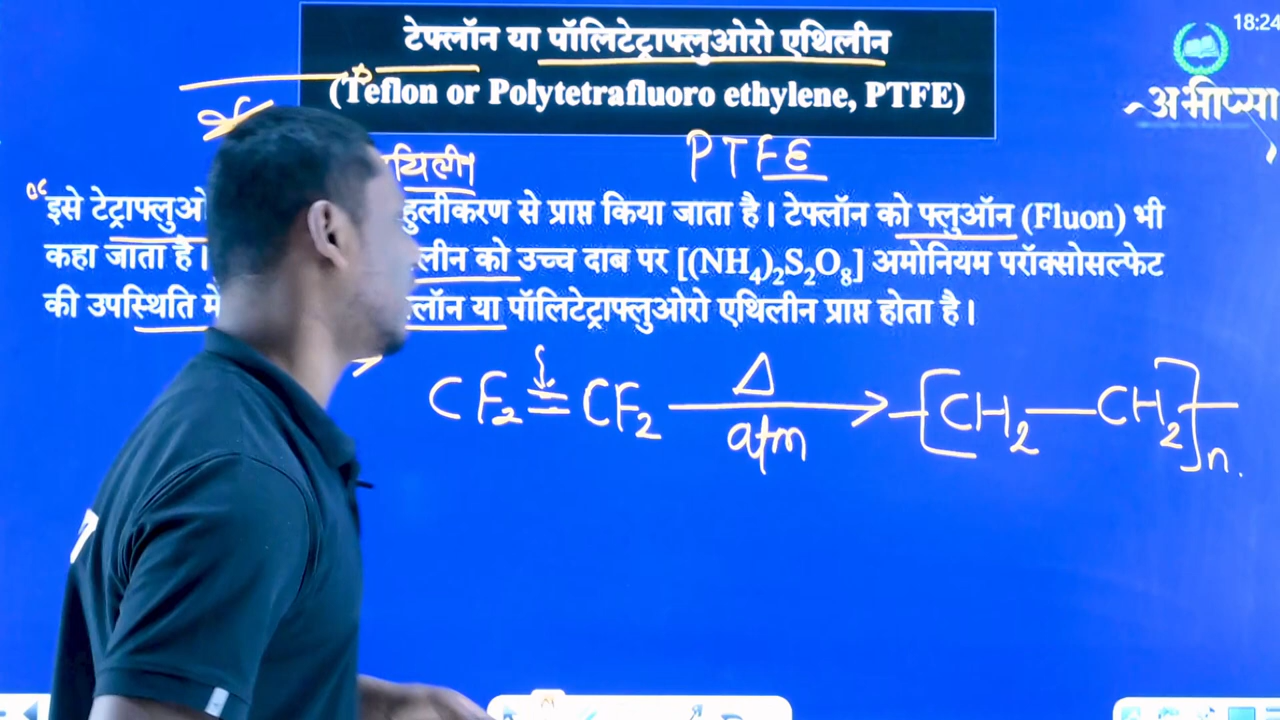 टेफ्लॉन या पॉलिटेट्राफ्लुओरो एथिलीन
(Teflon or Polytetrafluoro ethylene, PTFE)
18:24
अभीप्सा
PTFE
इसे टेट्राफ्लुओ हुलीकरण से प्राप्त किया जाता है। टेफ्लॉन को फ्लुऑन (Fluon) भी
कहा जाता है। लीन को उच्च दाब पर [(NH₄)₂S₂O₈] अमोनियम परॉक्सोसल्फेट
की उपस्थिति मे लॉन या पॉलिटेट्राफ्लुओरो एथिलीन प्राप्त होता है।
CF₂=CF₂ Δ atm → -[CH₂-CH₂]-n.